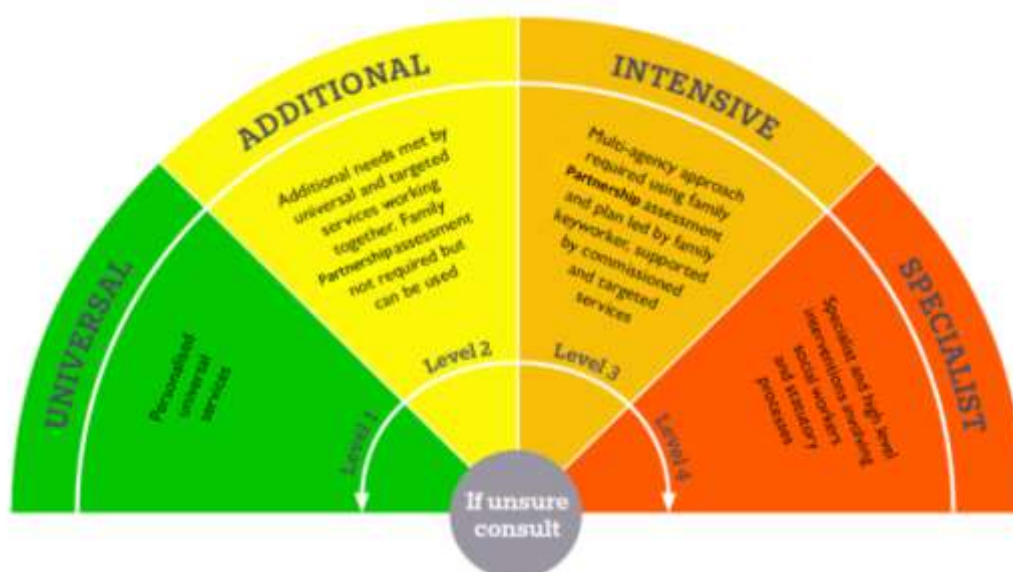 UNIVERSAL
Personalised
universal
services
Level 1
ADDITIONAL
Additional needs met by
universal and targeted
services working
together. Family
Partnership assessment
not required but
can be used
Level 2
INTENSIVE
Multi-agency approach
required using family
Partnership assessment
and plan led by family
keyworker, supported
by commissioned
and targeted
services
Level 3
SPECIALIST
Specialist and high level
interventions involving
social workers
and statutory
processes
Level 4
If unsure
consult